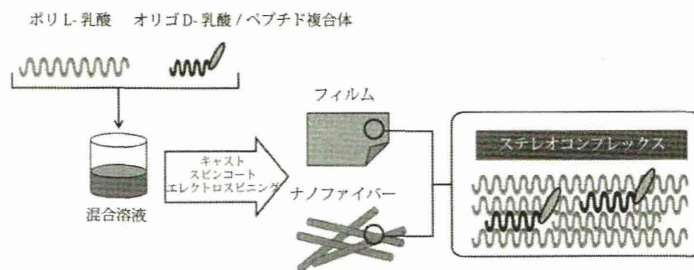 ポリL-乳酸 オリゴD-乳酸/ペプチド複合体
混合溶液
キャスト
スピンコート
エレクトロスピニング
フィルム
ナノファイバー
ステレオコンプレックス